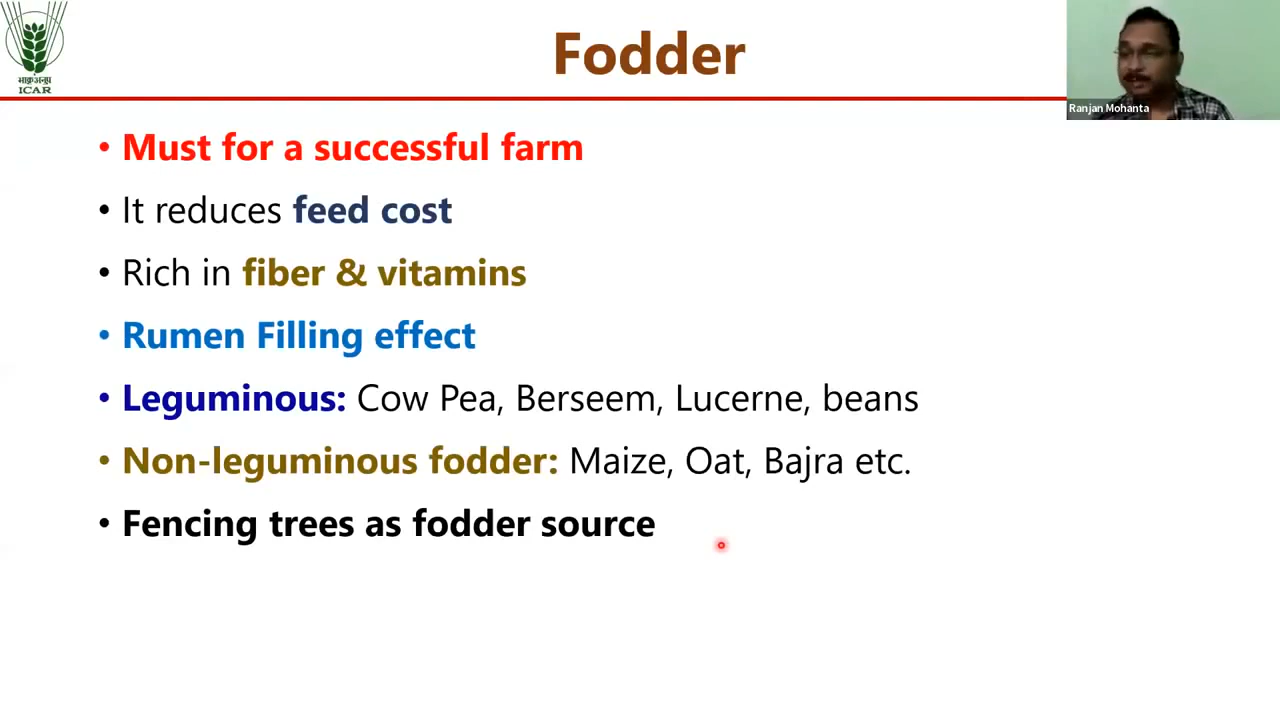 Fodder
भाकृअनुप
ICAR
Ranjan Mohanta
• Must for a successful farm
• It reduces feed cost
• Rich in fiber & vitamins
• Rumen Filling effect
• Leguminous: Cow Pea, Berseem, Lucerne, beans
• Non-leguminous fodder: Maize, Oat, Bajra etc.
• Fencing trees as fodder source